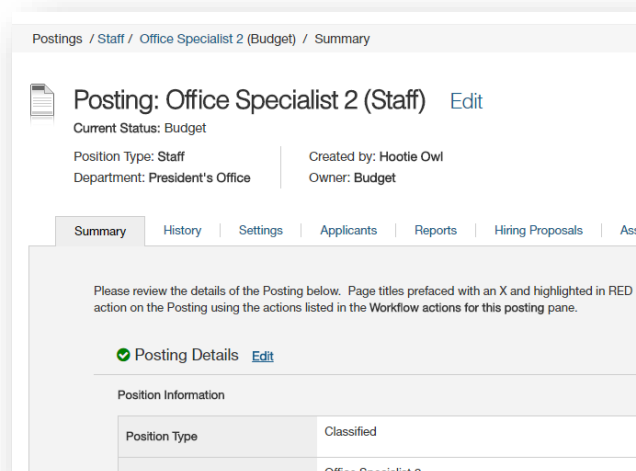 Postings / Staff / Office Specialist 2 (Budget) / Summary
Posting: Office Specialist 2 (Staff) Edit
Current Status: Budget
Position Type: Staff Created by: Hootie Owl
Department: President's Office Owner: Budget
Summary History Settings Applicants Reports Hiring Proposals
Please review the details of the Posting below. Page titles prefaced with an X and highlighted in RED
action on the Posting using the actions listed in the Workflow actions for this posting pane.
Posting Details Edit
Position Information
Position Type Classified